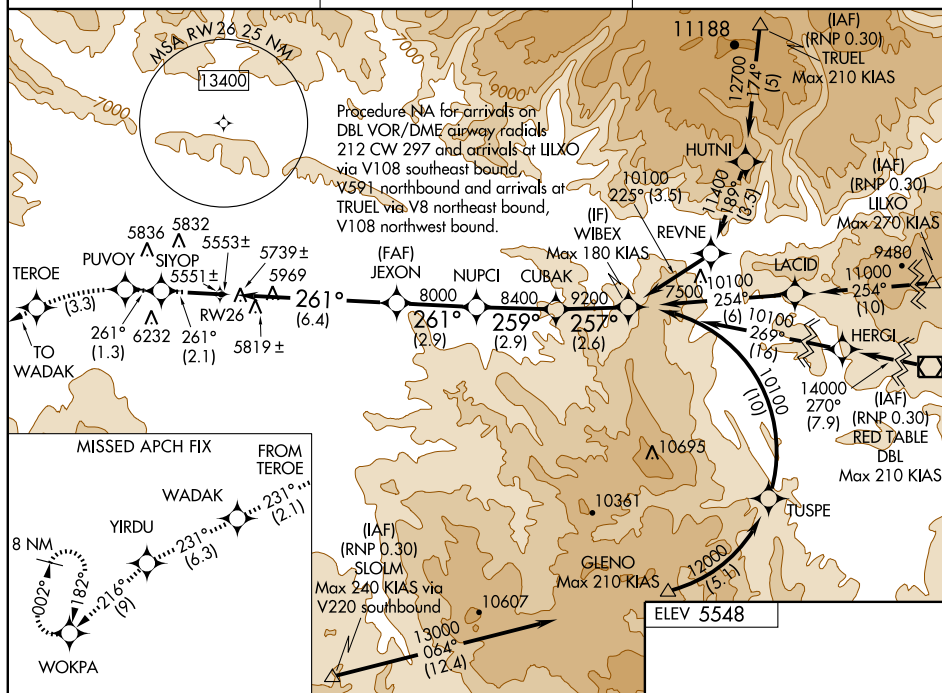 MSA RW26 25 NM
13400
7000
7000
9000
11188
(IAF)
(RNP 0.30)
TRUEL
Max 210 KIAS
12700
174°
(5)
Procedure NA for arrivals on
DBL VOR/DME airway radials
212 CW 297 and arrivals at LILXO
via V108 southeast bound,
V591 northbound and arrivals at
TRUEL via V8 northeast bound,
V108 northwest bound.
HUTNI
11400
189°
(3.5)
10100
225° (3.5)
(IAF)
(RNP 0.30)
LILXO
Max 270 KIAS
(IF)
WIBEX
Max 180 KIAS
REVNE
9480
LACID
11000
254°
(10)
7500
10100
254°
(6)
10100
269°
(16)
HERGI
14000
270°
(7.9)
(IAF)
(RNP 0.30)
RED TABLE
DBL
Max 210 KIAS
5836
5832
5553±
5739±
5969
PUVOY
SIYOP
5551±
TEROE
(3.3)
TO
WADAK
261°
(1.3)
6232
261°
(2.1)
RW26
5819±
261°
(6.4)
(FAF)
JEXON
8000
261°
(2.9)
NUPCI
8400
259°
(2.9)
CUBAK
9200
257°
(2.6)
10100
(10)
TUSPE
10695
10361
GLENO
Max 210 KIAS
12000
(5.1)
(IAF)
(RNP 0.30)
SLOLM
Max 240 KIAS via
V220 southbound
10607
13000
064°
(12.4)
MISSED APCH FIX
FROM
TEROE
231°
(2.1)
WADAK
231°
(6.3)
YIRDU
216°
(9)
8 NM
002°
182°
WOKPA
ELEV 5548